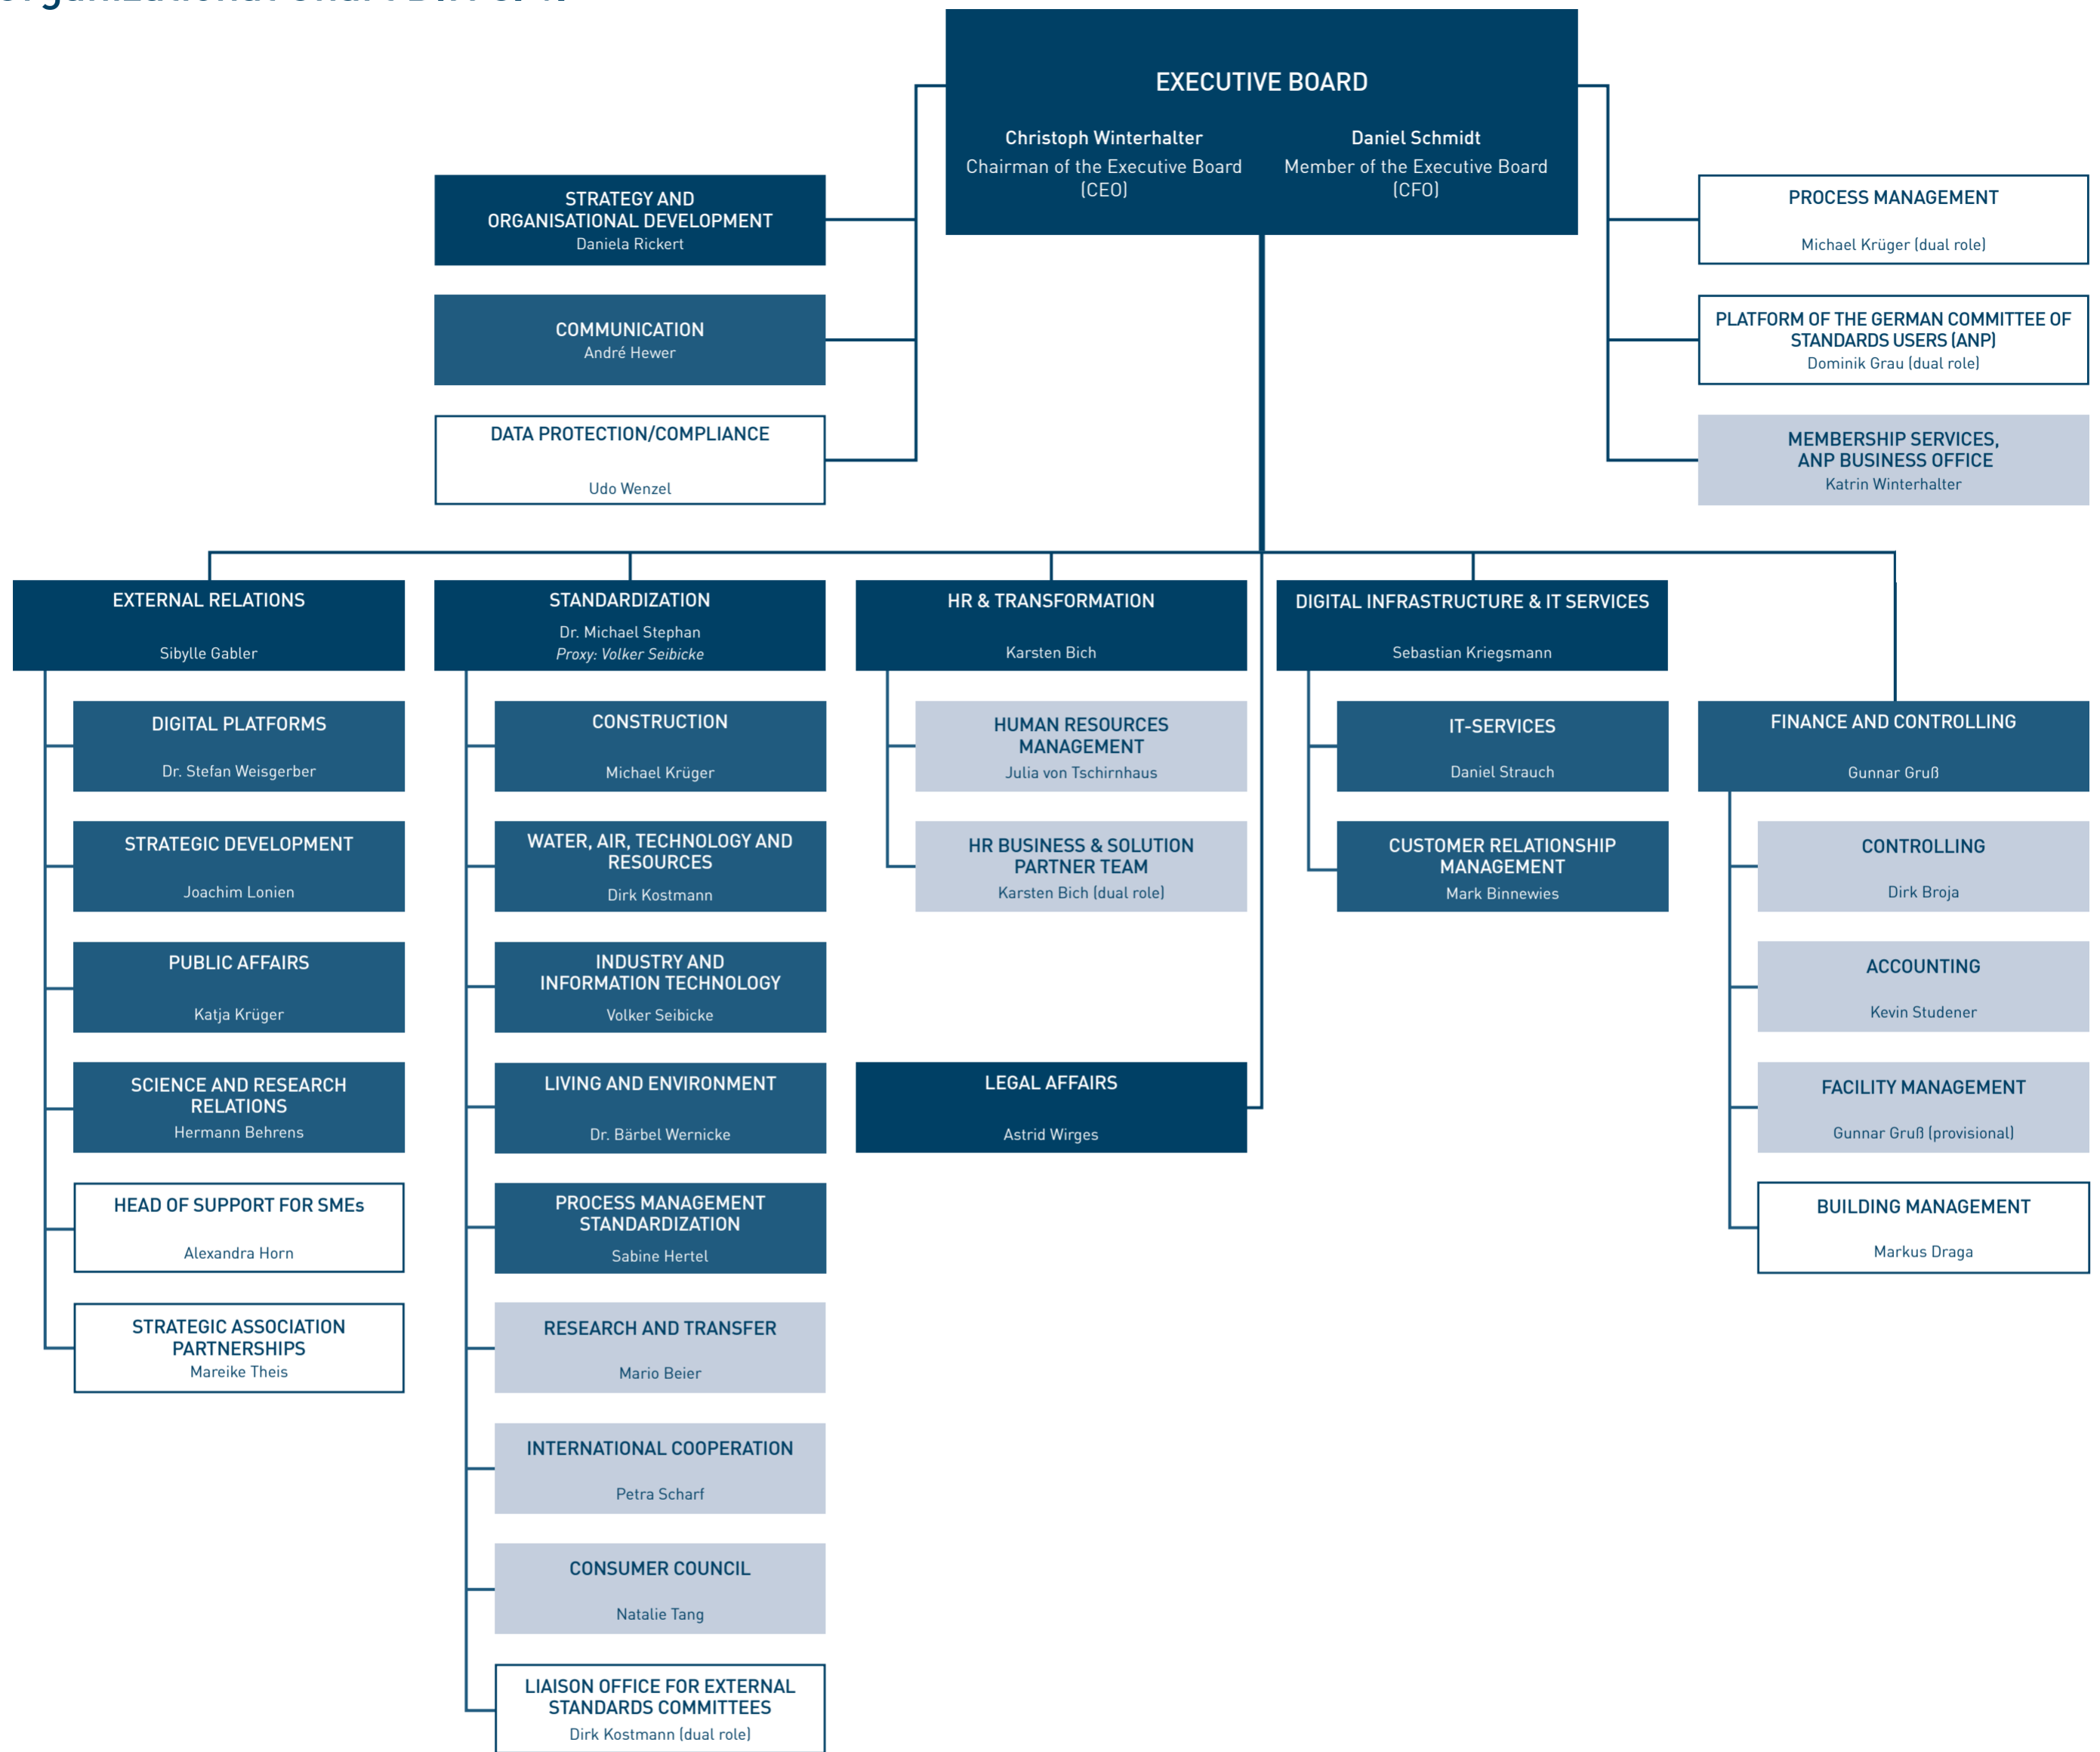 EXECUTIVE BOARD
Christoph Winterhalter
Chairman of the Executive Board
(CEO)
Daniel Schmidt
Member of the Executive Board
(CFO)
STRATEGY AND
ORGANISATIONAL DEVELOPMENT
Daniela Rickert
COMMUNICATION
André Hewer
DATA PROTECTION/COMPLIANCE
Udo Wenzel
PROCESS MANAGEMENT
Michael Krüger (dual role)
PLATFORM OF THE GERMAN COMMITTEE OF
STANDARDS USERS (ANP)
Dominik Grau (dual role)
MEMBERSHIP SERVICES,
ANP BUSINESS OFFICE
Katrin Winterhalter
EXTERNAL RELATIONS
Sibylle Gabler
DIGITAL PLATFORMS
Dr. Stefan Weisgerber
STRATEGIC DEVELOPMENT
Joachim Lonien
PUBLIC AFFAIRS
Katja Krüger
SCIENCE AND RESEARCH
RELATIONS
Hermann Behrens
HEAD OF SUPPORT FOR SMEs
Alexandra Horn
STRATEGIC ASSOCIATION
PARTNERSHIPS
Mareike Theis
STANDARDIZATION
Dr. Michael Stephan
Proxy: Volker Seibicke
CONSTRUCTION
Michael Krüger
WATER, AIR, TECHNOLOGY AND
RESOURCES
Dirk Kostmann
INDUSTRY AND
INFORMATION TECHNOLOGY
Volker Seibicke
LIVING AND ENVIRONMENT
Dr. Bärbel Wernicke
PROCESS MANAGEMENT
STANDARDIZATION
Sabine Hertel
RESEARCH AND TRANSFER
Mario Beier
INTERNATIONAL COOPERATION
Petra Scharf
CONSUMER COUNCIL
Natalie Tang
LIAISON OFFICE FOR EXTERNAL
STANDARDS COMMITTEES
Dirk Kostmann (dual role)
HR & TRANSFORMATION
Karsten Bich
HUMAN RESOURCES
MANAGEMENT
Julia von Tschirnhaus
HR BUSINESS & SOLUTION
PARTNER TEAM
Karsten Bich (dual role)
LEGAL AFFAIRS
Astrid Wirges
DIGITAL INFRASTRUCTURE & IT SERVICES
Sebastian Kriegsmann
IT-SERVICES
Daniel Strauch
CUSTOMER RELATIONSHIP
MANAGEMENT
Mark Binnewies
FINANCE AND CONTROLLING
Gunnar Gruß
CONTROLLING
Dirk Broja
ACCOUNTING
Kevin Studener
FACILITY MANAGEMENT
Gunnar Gruß (provisional)
BUILDING MANAGEMENT
Markus Draga